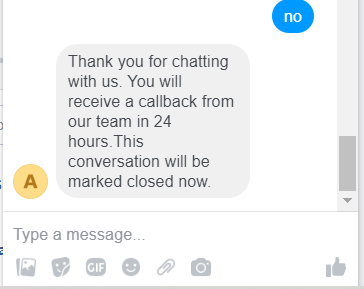 no
Thank you for chatting
with us. You will
receive a callback from
our team in 24
hours.This
conversation will be
marked closed now.
A
Type a message...
GIF